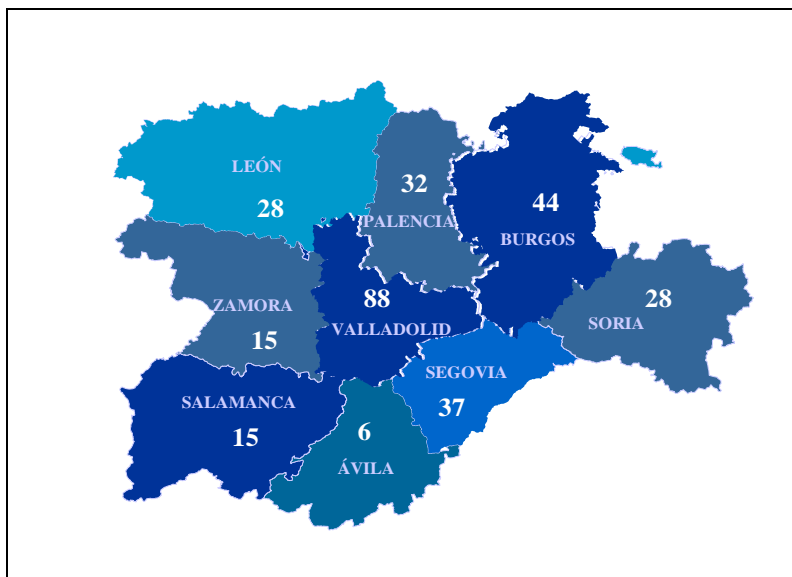 LEÓN
28
32
PALENCIA
44
BURGOS
ZAMORA
15
88
VALLADOLID
28
SORIA
SALAMANCA
15
SEGOVIA
37
6
ÁVILA